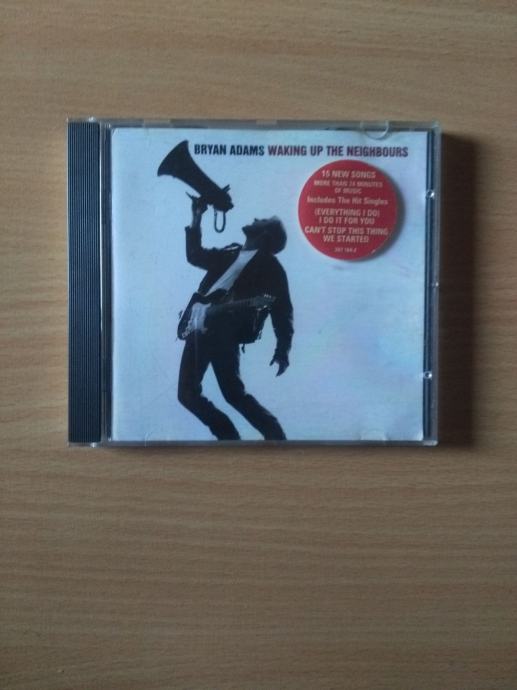 BRYAN ADAMS WAKING UP THE NEIGHBOURS
15 NEW SONGS
MORE THAN 74 MINUTES
OF MUSIC
Includes The Hit Singles
(EVERYTHING I DO)
I DO IT FOR YOU
CAN'T STOP THIS THING
WE STARTED